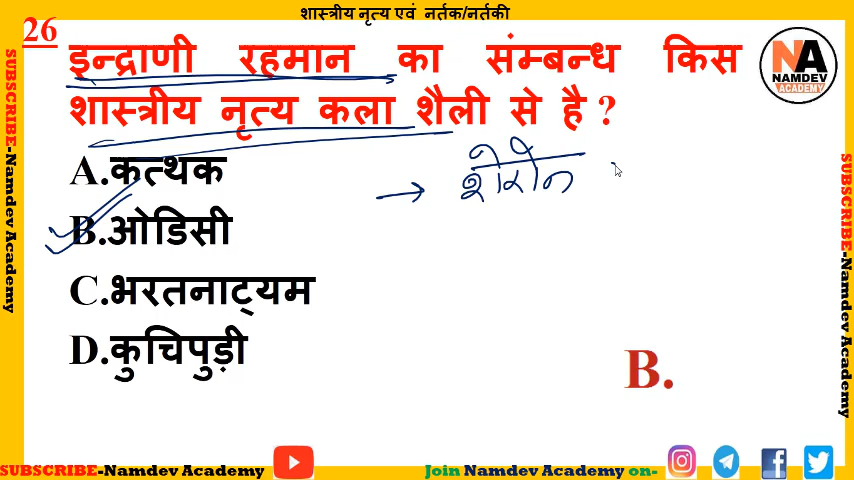 शास्त्रीय नृत्य एवं नर्तक/नर्तकी
26
इन्द्राणी रहमान का संम्बन्ध किस
शास्त्रीय नृत्य कला शैली से है ?
NA
NAMDEV
ACADEMY
A.कत्थक
→ शेरोन
B.ओडिसी
C.भरतनाट्यम
D.कुचिपुड़ी
B.
SUBSCRIBE-Namdev Academy
SUBSCRIBE-Namdev Academy
SUBSCRIBE-Namdev Academy
Join Namdev Academy on-